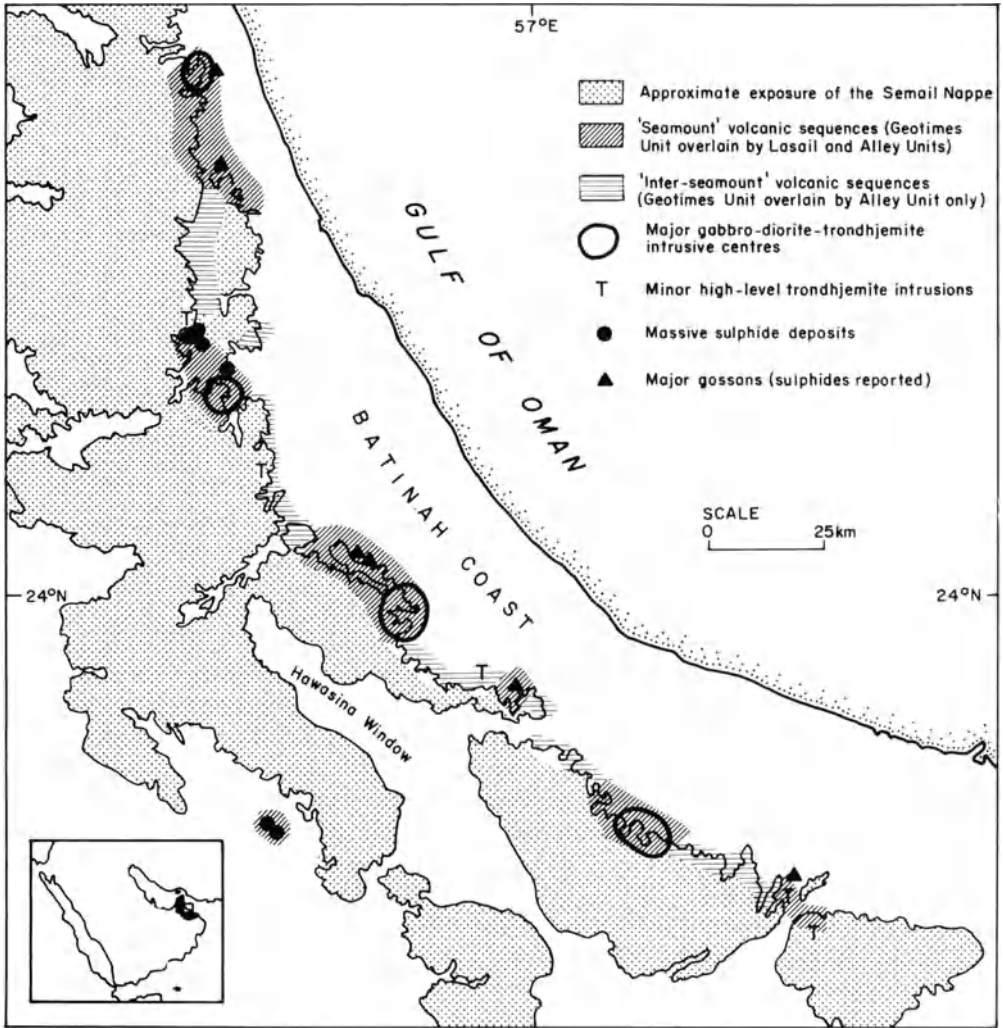 57°E
Approximate exposure of the Semail Nappe
'Seamount' volcanic sequences (Geotimes
Unit overlain by Lasail and Alley Units)
'Inter-seamount' volcanic sequences
(Geotimes Unit overlain by Alley Unit only)
Major gabbro-diorite-trondhjemite
intrusive centres
T Minor high-level trondhjemite intrusions
Massive sulphide deposits
Major gossans (sulphides reported)
GULF OF OMAN
BATINAH COAST
SCALE
0 25km
24°N
24°N
Hawasina Window
T
T
T
T
T